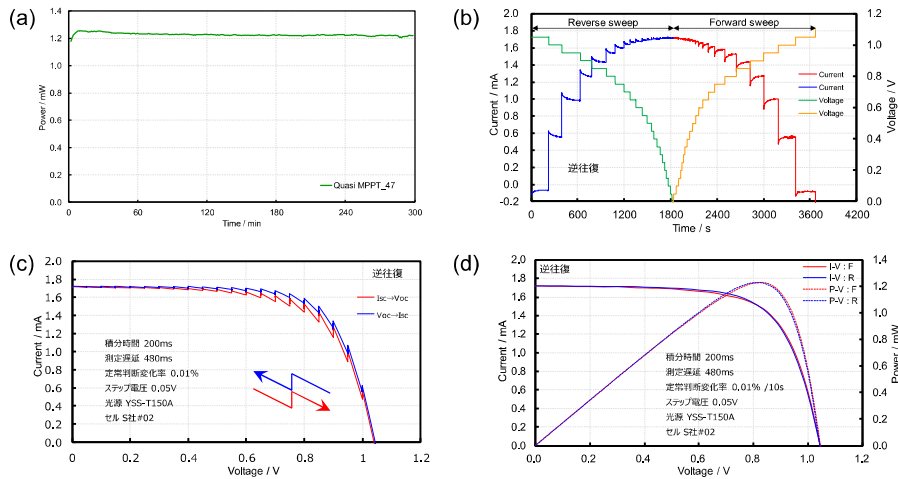 (a)
1.4
1.2
1.0
0.8
0.6
0.4
0.2
0.0
Power / mW
0
60
120
180
240
300
Time / min
Quasi MPPT_47
(b)
Reverse sweep
Forward sweep
2.0
1.8
1.6
1.4
1.2
1.0
0.8
0.6
0.4
0.2
0.0
-0.2
Current / mA
1.2
1.0
0.8
0.6
0.4
0.2
0.0
Voltage / V
Current
Current
Voltage
Voltage
逆往復
0
600
1200
1800
2400
3000
3600
4200
Time / s
(c)
逆往復
Isc→Voc
Voc→Isc
2.0
1.8
1.6
1.4
1.2
1.0
0.8
0.6
0.4
0.2
0.0
Current / mA
積分時間 200ms
測定遅延 480ms
定常判断変化率 0.01%
ステップ電圧 0.05V
光源 YSS-T150A
セル S社#02
0
0.2
0.4
0.6
0.8
1
1.2
Voltage / V
(d)
逆往復
I-V : F
I-V : R
P-V : F
P-V : R
2.0
1.8
1.6
1.4
1.2
1.0
0.8
0.6
0.4
0.2
0.0
Current / mA
1.4
1.2
1.0
0.8
0.6
0.4
0.2
0.0
Power / mW
積分時間 200ms
測定遅延 480ms
定常判断変化率 0.01% /10s
ステップ電圧 0.05V
光源 YSS-T150A
セル S社#02
0.0
0.2
0.4
0.6
0.8
1.0
1.2
Voltage / V